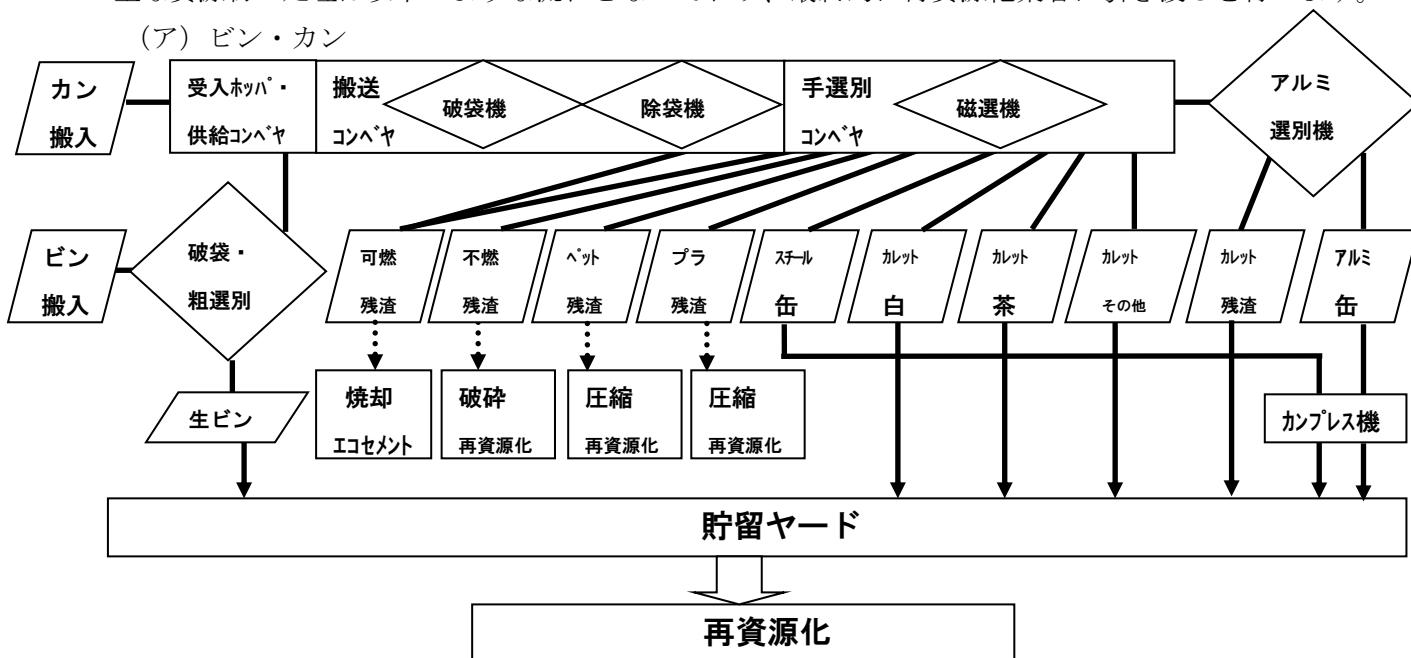 （ア）ビン・カン
カン
搬入
受入ﾎｯﾊﾟ・
供給ｺﾝﾍﾞﾔ
搬送
ｺﾝﾍﾞﾔ
破袋機
除袋機
手選別
ｺﾝﾍﾞﾔ
磁選機
アルミ
選別機
ビン
搬入
破袋・
粗選別
可燃
残渣
不燃
残渣
ﾍﾟｯﾄ
残渣
プラ
残渣
ｽﾁｰﾙ
缶
ｶﾚｯﾄ
白
ｶﾚｯﾄ
茶
ｶﾚｯﾄ
その他
ｶﾚｯﾄ
残渣
アルミ
缶
生ビン
焼却
ｴｺｾﾒﾝﾄ
破砕
再資源化
圧縮
再資源化
圧縮
再資源化
ｶﾝﾌﾟﾚｽ機
貯留ヤード
再資源化